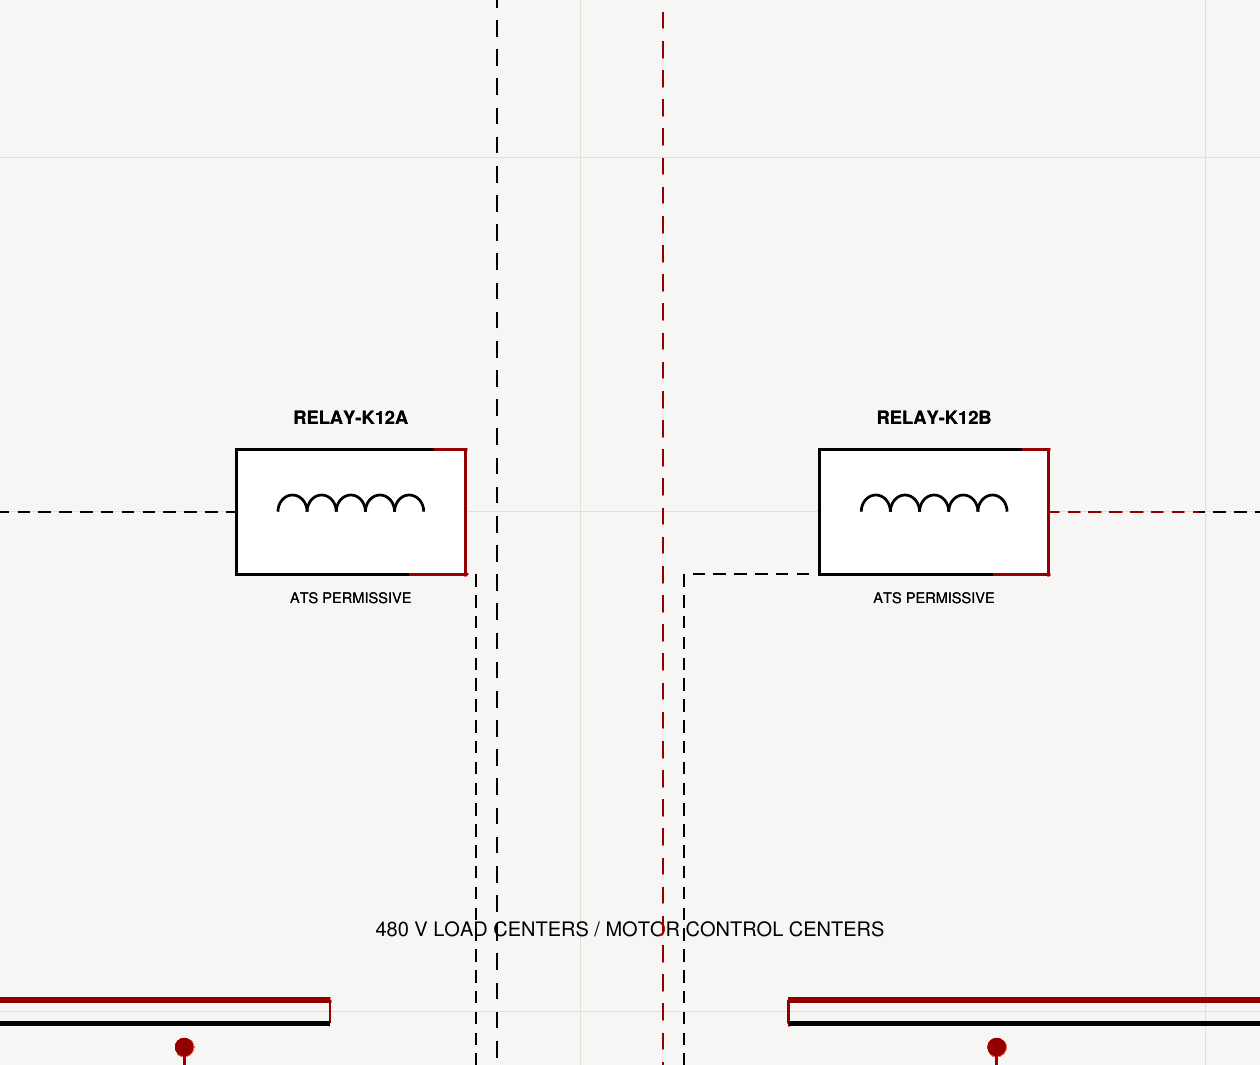 RELAY-K12A
RELAY-K12B
ATS PERMISSIVE
ATS PERMISSIVE
480 V LOAD CENTERS / MOTOR CONTROL CENTERS